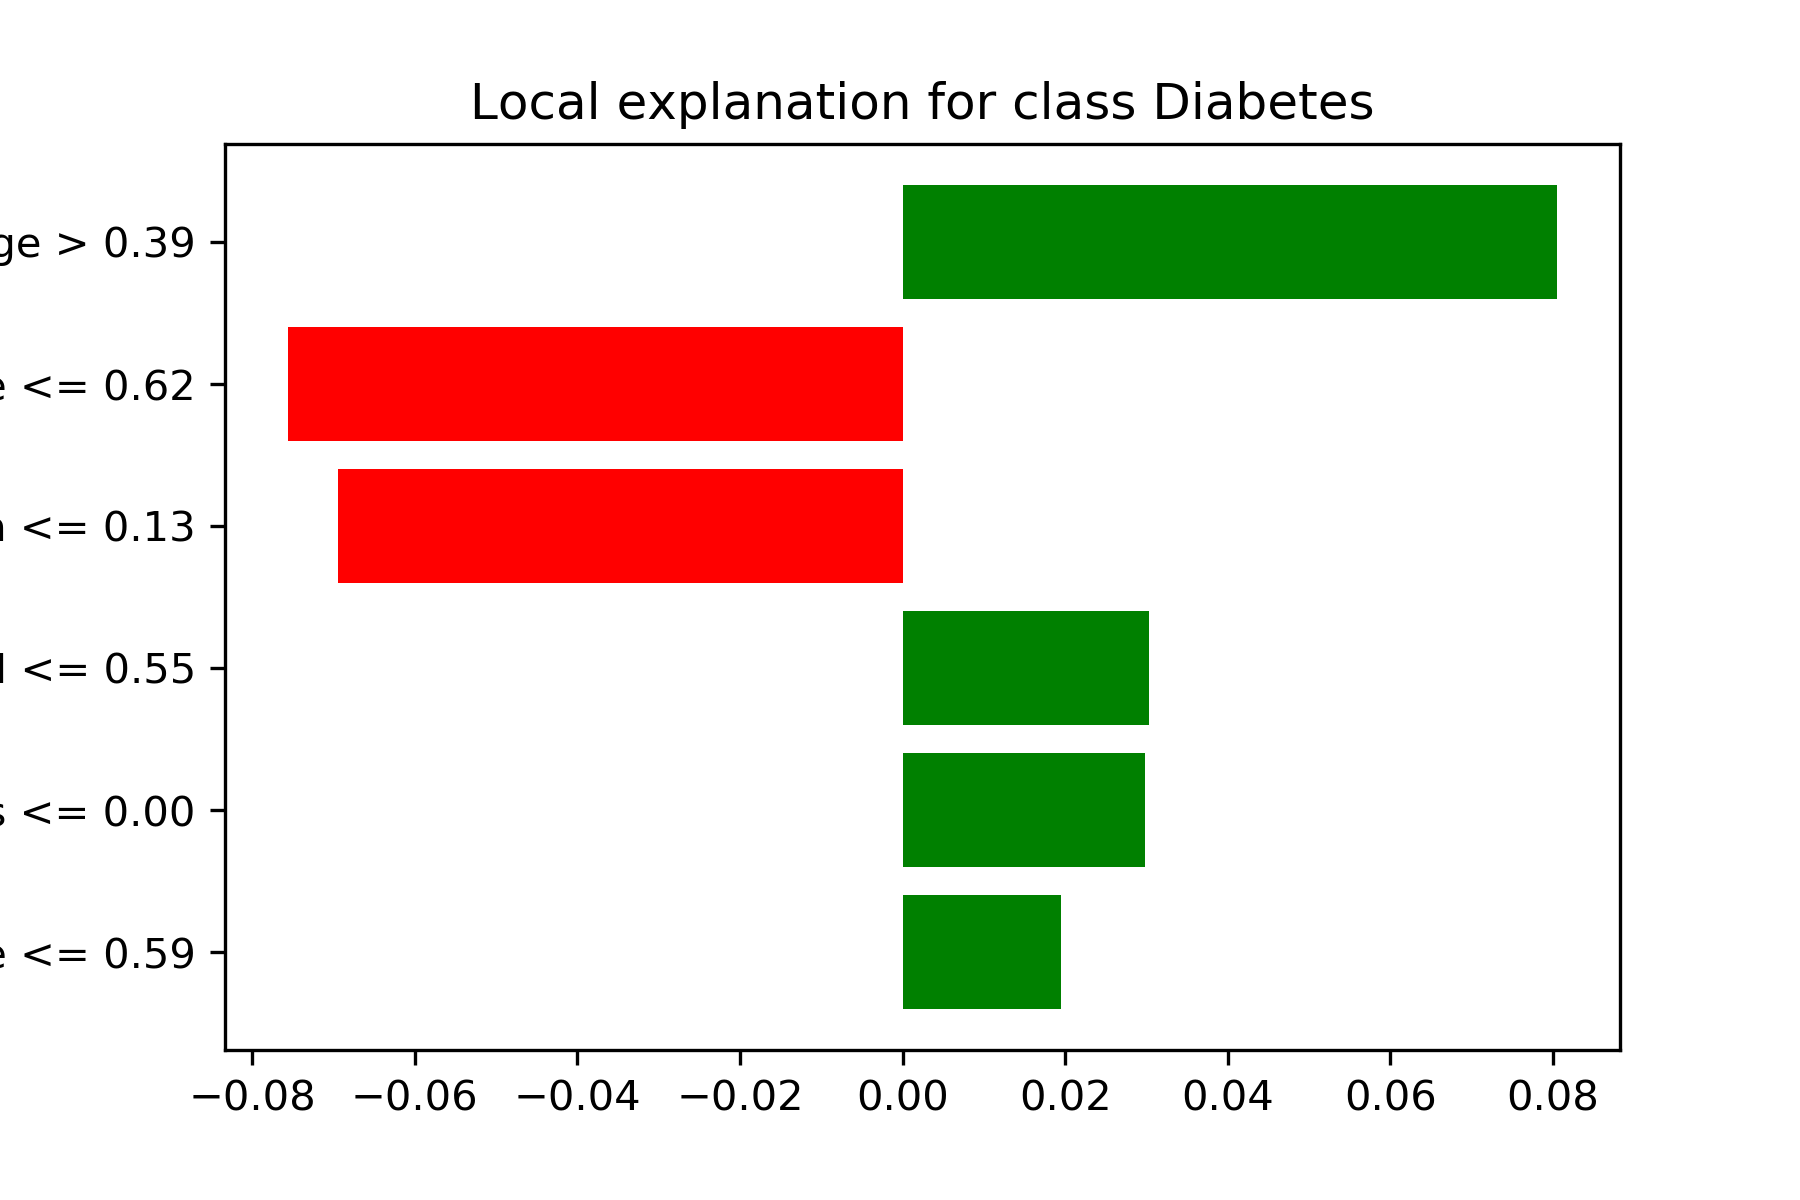 Local explanation for class Diabetes
ge > 0.39
e <= 0.62
<= 0.13
<= 0.55
s <= 0.00
e <= 0.59
−0.08 −0.06 −0.04 −0.02 0.00 0.02 0.04 0.06 0.08